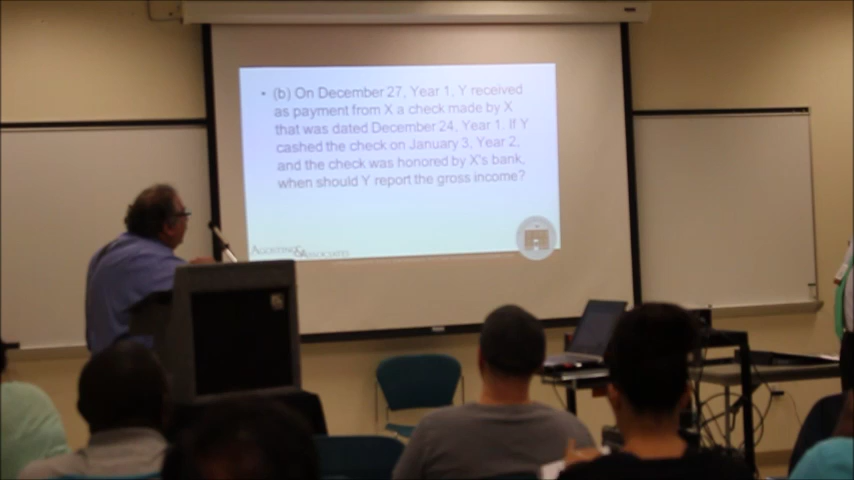 • (b) On December 27, Year 1, Y received
as payment from X a check made by X
that was dated December 24, Year 1. If Y
cashed the check on January 3, Year 2,
and the check was honored by X's bank,
when should Y report the gross income?